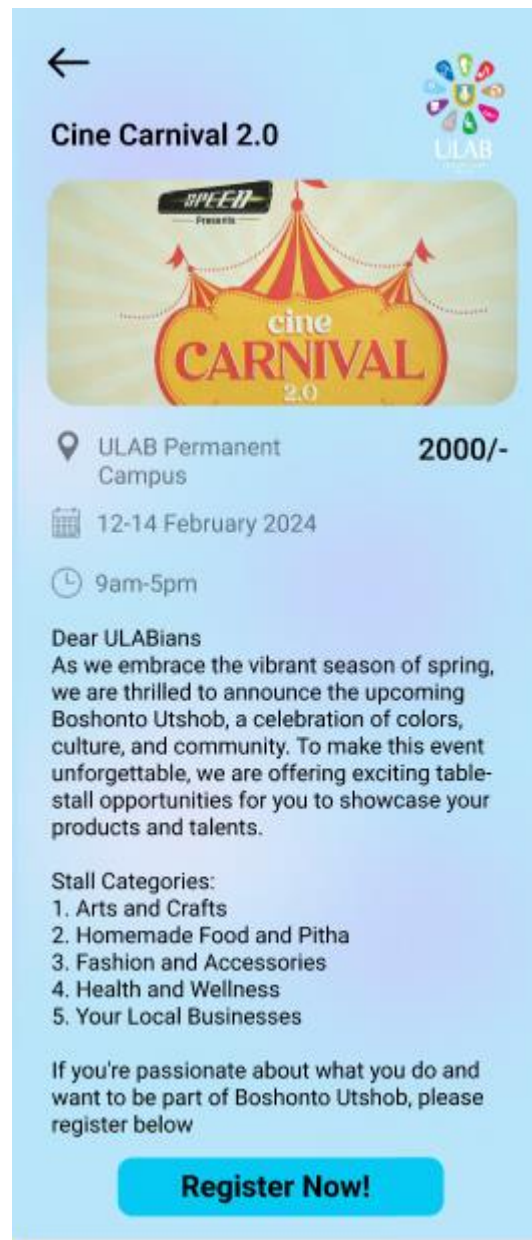 Cine Carnival 2.0
ULAB
SPEED
Presents
cine
CARNIVAL
2.0
ULAB Permanent
Campus
2000/-
12-14 February 2024
9am-5pm
Dear ULABians
As we embrace the vibrant season of spring,
we are thrilled to announce the upcoming
Boshonto Utshob, a celebration of colors,
culture, and community. To make this event
unforgettable, we are offering exciting table-
stall opportunities for you to showcase your
products and talents.
Stall Categories:
1. Arts and Crafts
2. Homemade Food and Pitha
3. Fashion and Accessories
4. Health and Wellness
5. Your Local Businesses
If you're passionate about what you do and
want to be part of Boshonto Utshob, please
register below
Register Now!